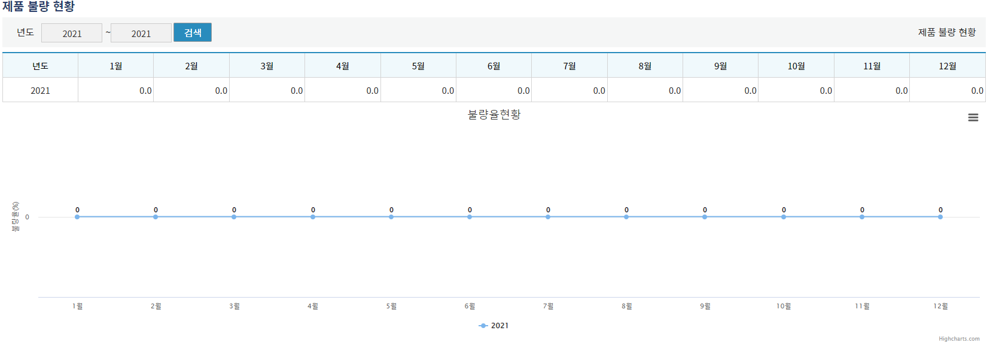 제품 불량 현황
년도 2021 ~ 2021 검색 제품 불량 현황
년도 1월 2월 3월 4월 5월 6월 7월 8월 9월 10월 11월 12월
2021 0.0 0.0 0.0 0.0 0.0 0.0 0.0 0.0 0.0 0.0 0.0 0.0
불량율현황
불량율(%)
0 0 0 0 0 0 0 0 0 0 0 0
0
1월 2월 3월 4월 5월 6월 7월 8월 9월 10월 11월 12월
2021
Highcharts.com